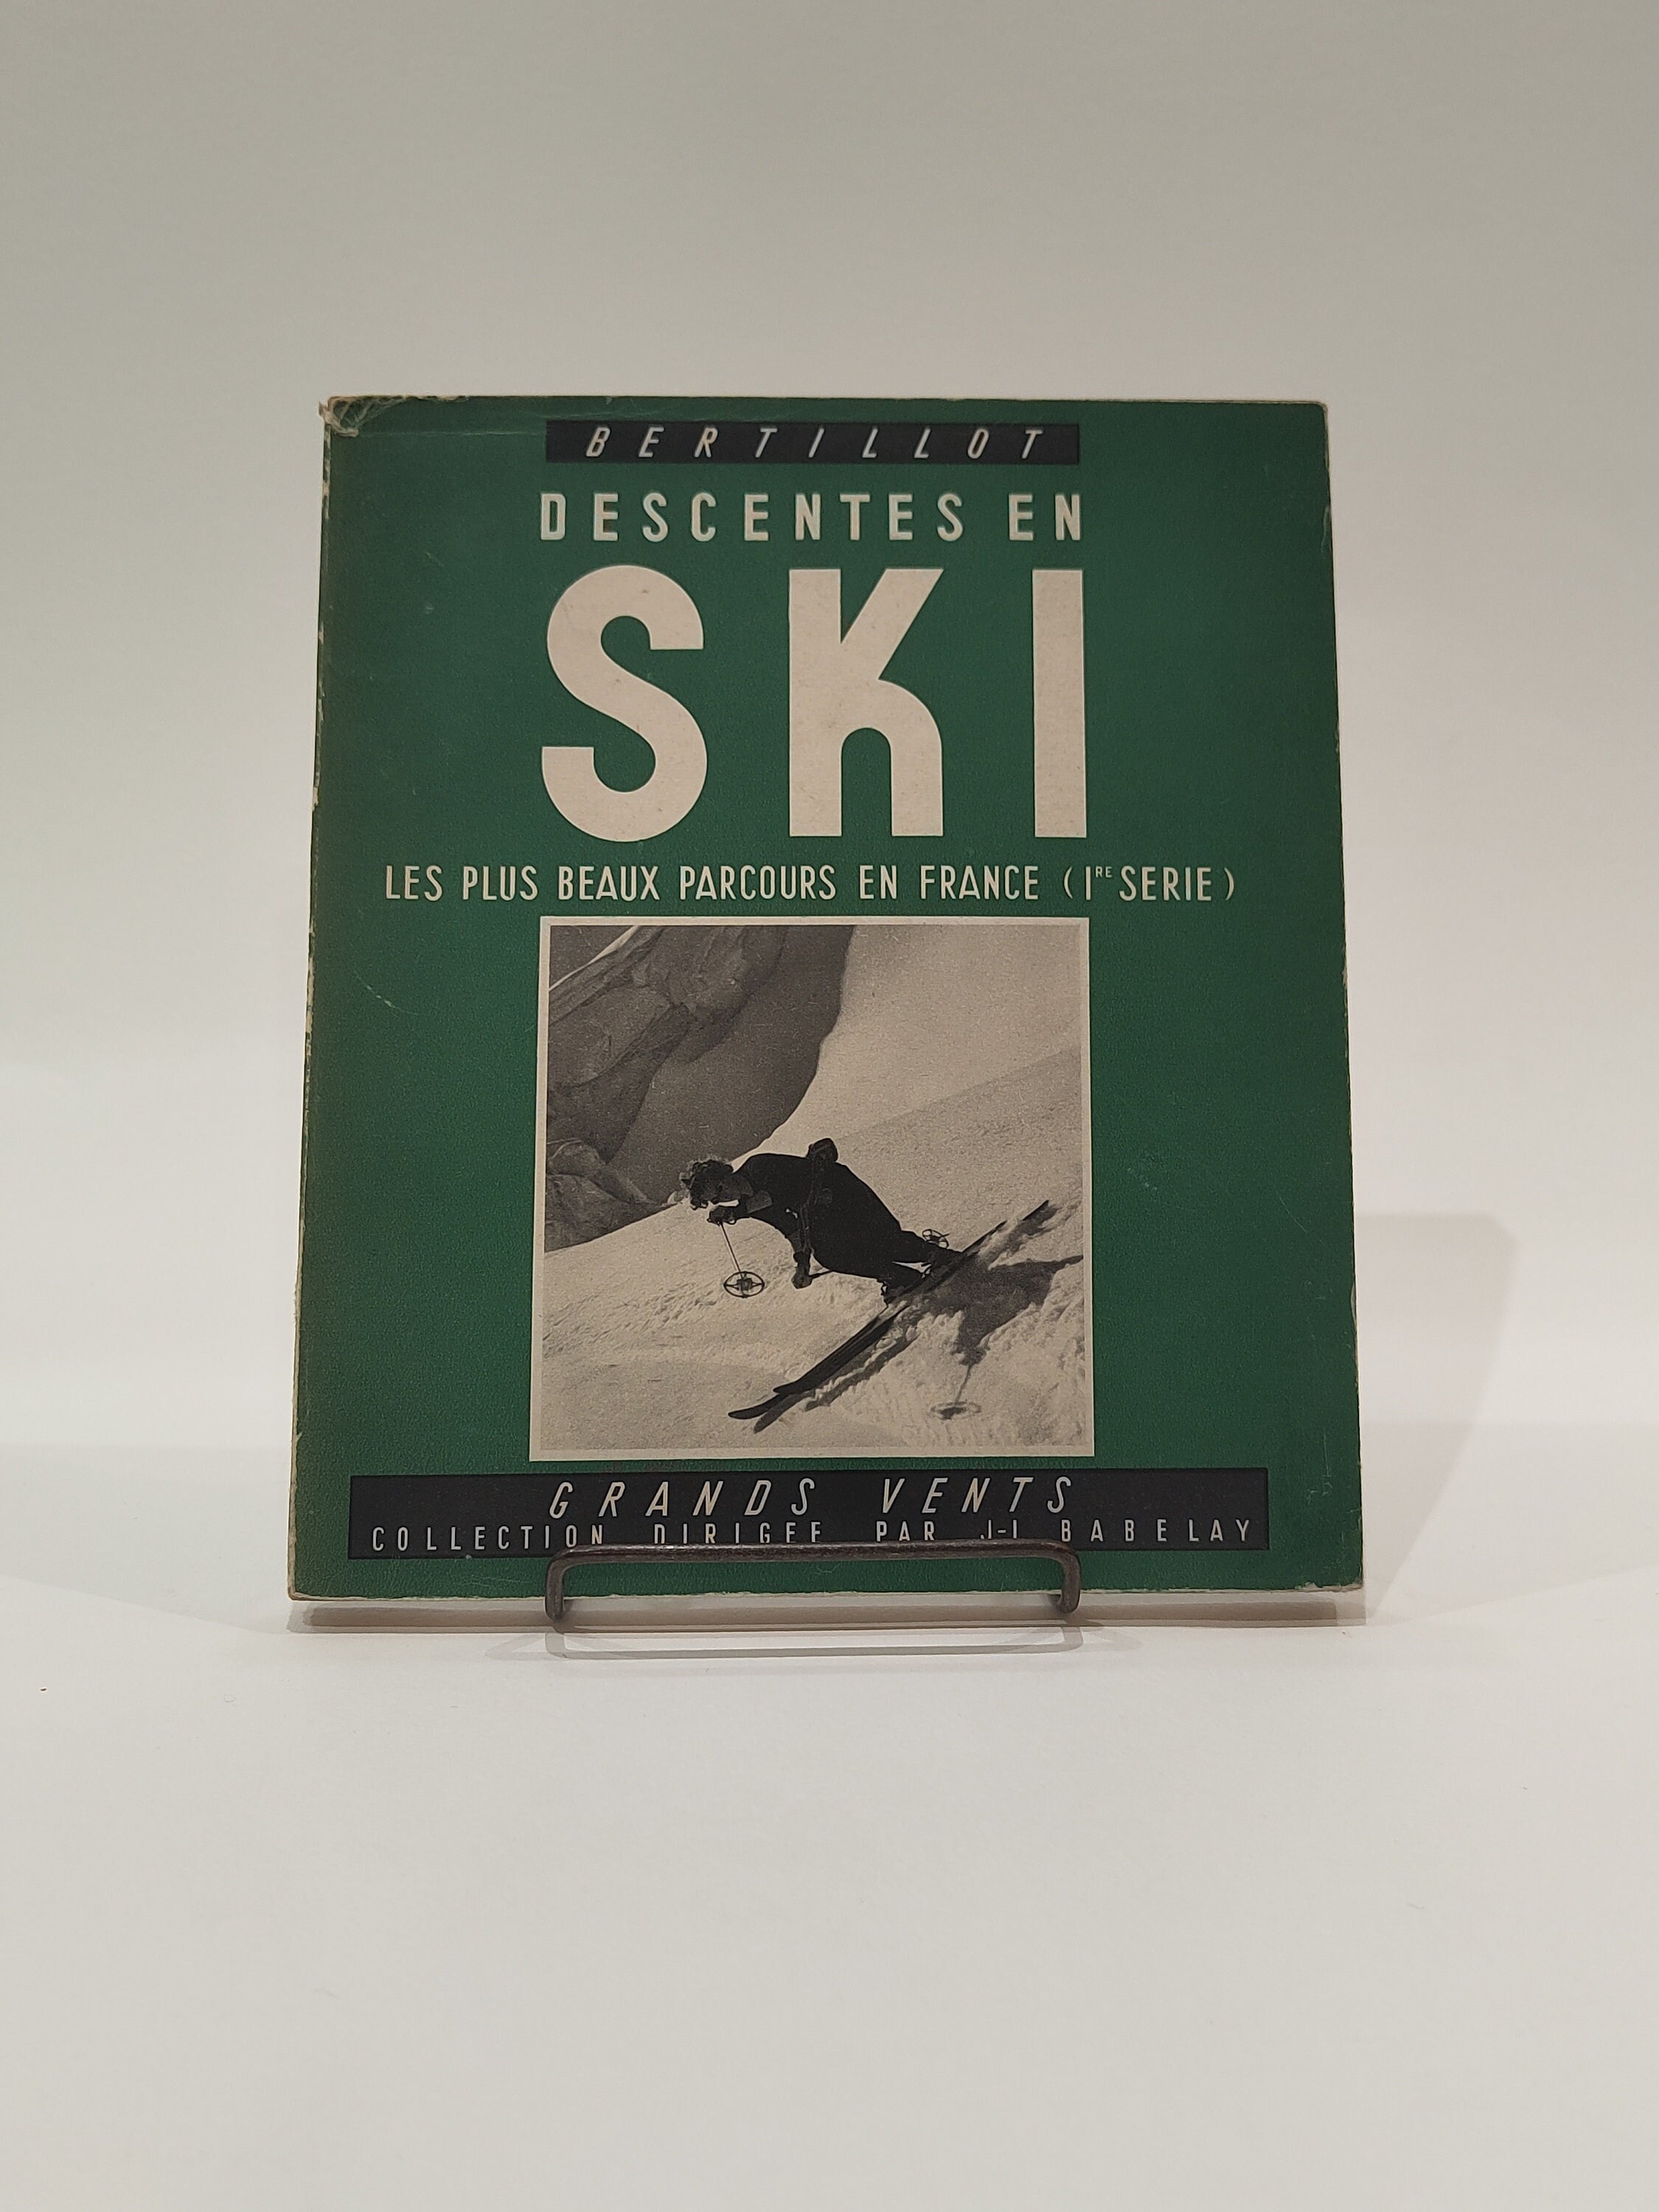 BERTILLOT
DESCENTES EN
SKI
LES PLUS BEAUX PARCOURS EN FRANCE (1RE SERIE)
GRANDS VENTS
COLLECTION DIRIGEE PAR J-L BABELAY